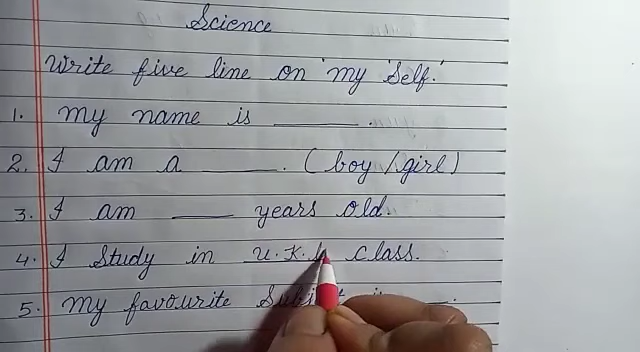 Science
Write five line on 'my self.'
1. my name is ______.
2. I am a ______. (boy / girl)
3. I am ____ years old.
4. I study in U.K. class.
5. my favourite ____.